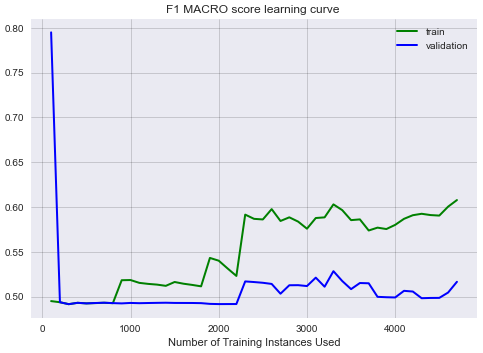 F1 MACRO score learning curve
train
validation
0.80
0.75
0.70
0.65
0.60
0.55
0.50
0 1000 2000 3000 4000
Number of Training Instances Used